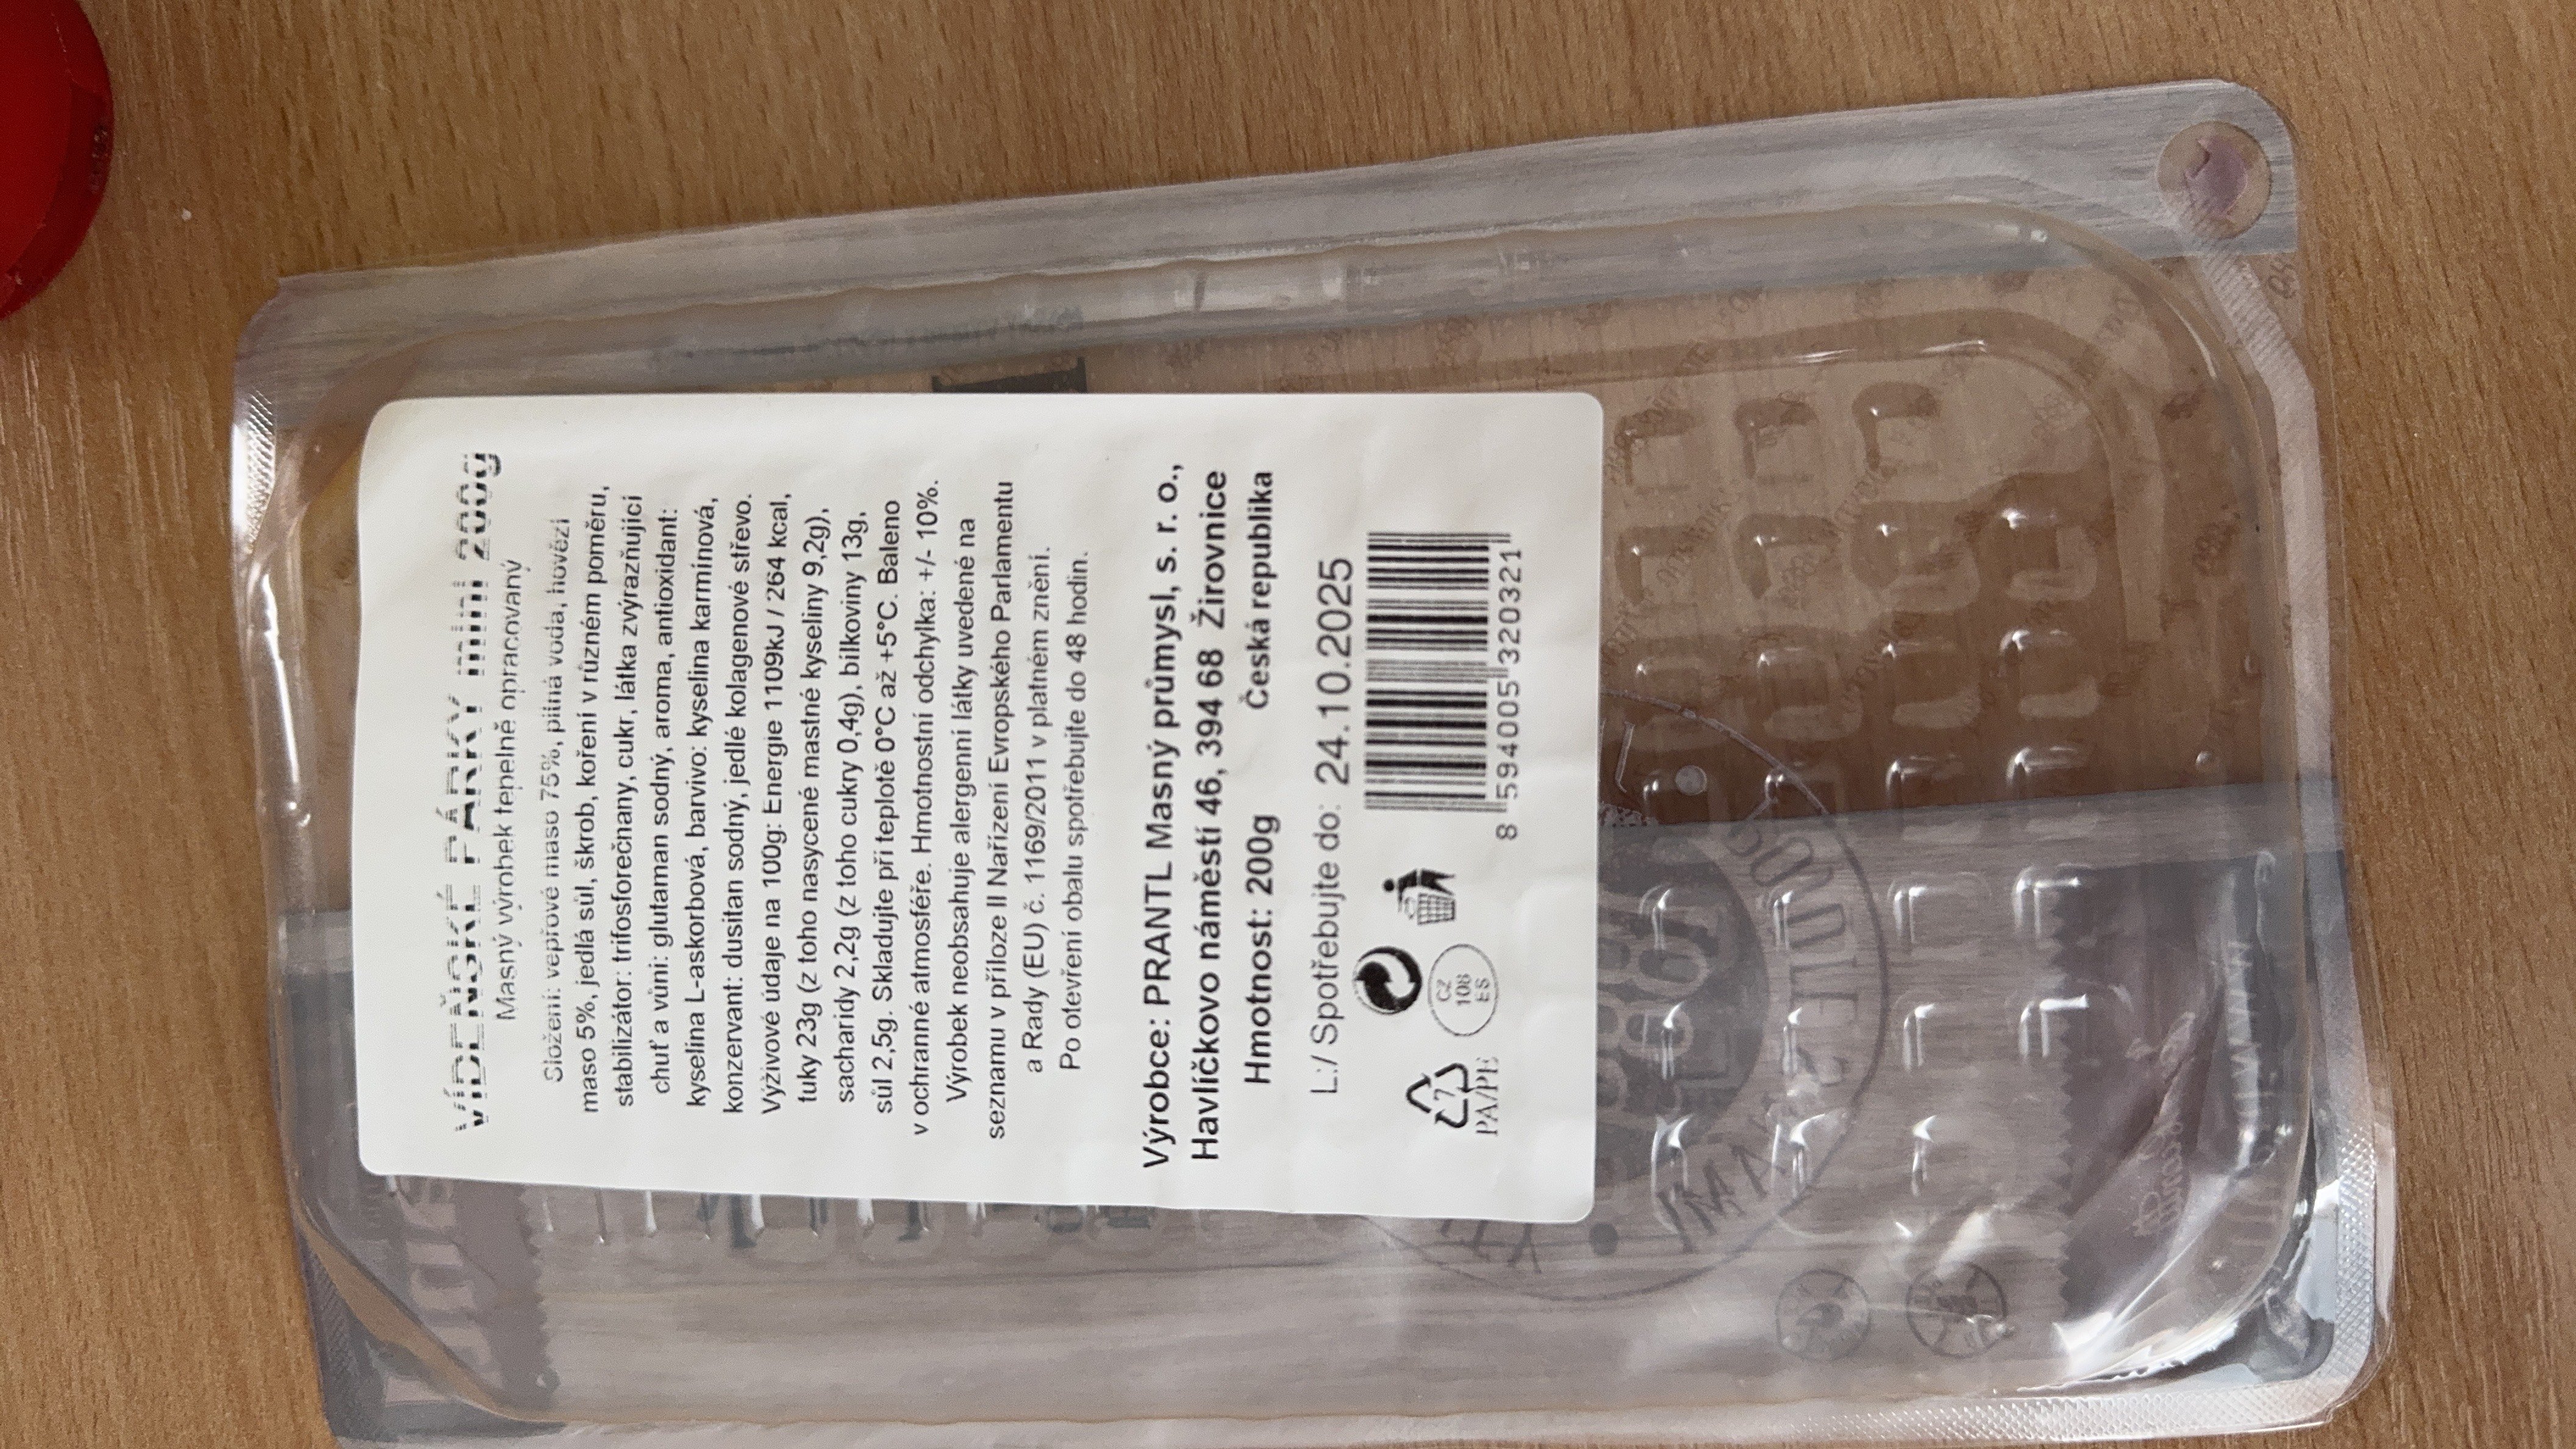 VÍDEŇSKÉ PÁRKY mini 200g
Masný výrobek tepelně opracovaný
Složení: vepřové maso 75%, pitná voda, hovězí
maso 5%, jedlá sůl, škrob, koření v různém poměru,
stabilizátor: trifosforečnany, cukr, látka zvýrazňující
chuť a vůni: glutaman sodný, aroma, antioxidant:
kyselina L-askorbová, barvivo: kyselina karmínová,
konzervant: dusitan sodný, jedlé kolagenové střevo.
Výživové údaje na 100g: Energie 1109kJ / 264 kcal,
tuky 23g (z toho nasycené mastné kyseliny 9,2g),
sacharidy 2,2g (z toho cukry 0,4g), bílkoviny 13g,
sůl 2,5g. Skladujte při teplotě 0°C až +5°C. Baleno
v ochranné atmosféře. Hmotnostní odchylka: +/- 10%.
Výrobek neobsahuje alergenní látky uvedené na
seznamu v příloze II Nařízení Evropského Parlamentu
a Rady (EU) č. 1169/2011 v platném znění.
Po otevření obalu spotřebujte do 48 hodin.
Výrobce: PRANTL Masný průmysl, s. r. o.,
Havlíčkovo náměstí 46, 394 68 Žirovnice
Hmotnost: 200g Česká republika
L:/ Spotřebujte do: 24.10.2025
7
PA/PE
CZ
108
ES
8 594005 320321